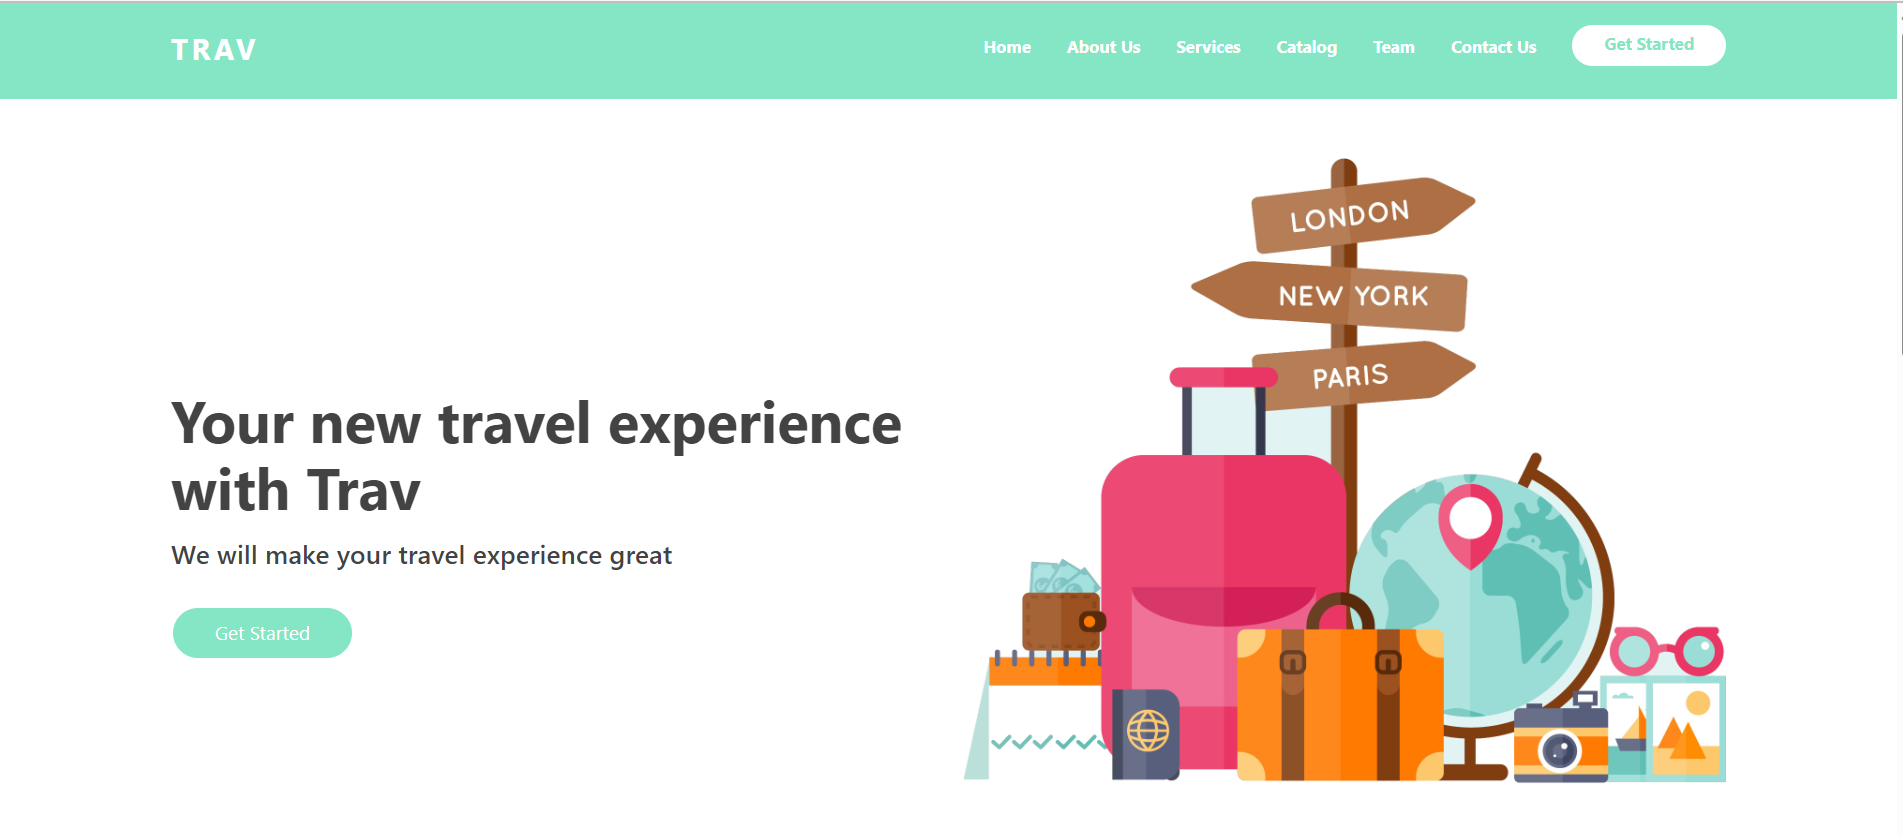 TRAV
Home About Us Services Catalog Team Contact Us Get Started
LONDON
NEW YORK
PARIS
Your new travel experience
with Trav
We will make your travel experience great
Get Started